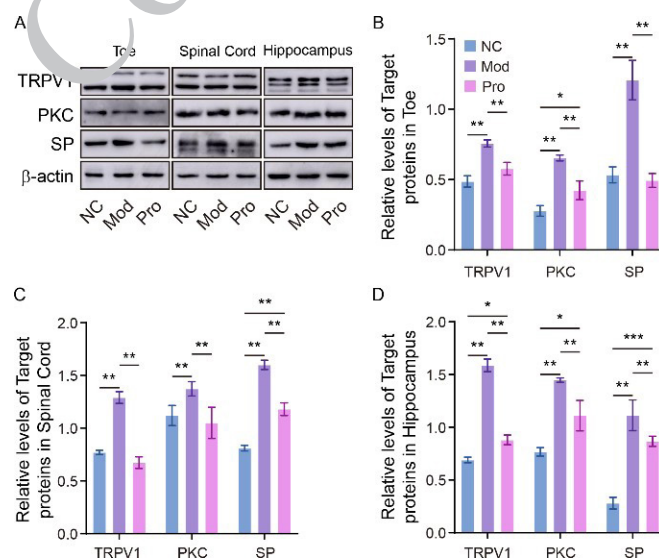 A
Toe
Spinal Cord
Hippocampus
TRPV1
PKC
SP
β-actin
NC
Mod
Pro
NC
Mod
Pro
NC
Mod
Pro
B
Relative levels of Target
proteins in Toe
1.5
1.0
0.5
0.0
NC
Mod
Pro
**
**
**
*
**
**
**
TRPV1
PKC
SP
C
Relative levels of Target
proteins in Spinal Cord
2.0
1.5
1.0
0.5
0.0
**
**
**
**
**
**
**
TRPV1
PKC
SP
D
Relative levels of Target
proteins in Hippocampus
2.0
1.5
1.0
0.5
0.0
*
**
**
*
**
**
***
**
**
TRPV1
PKC
SP